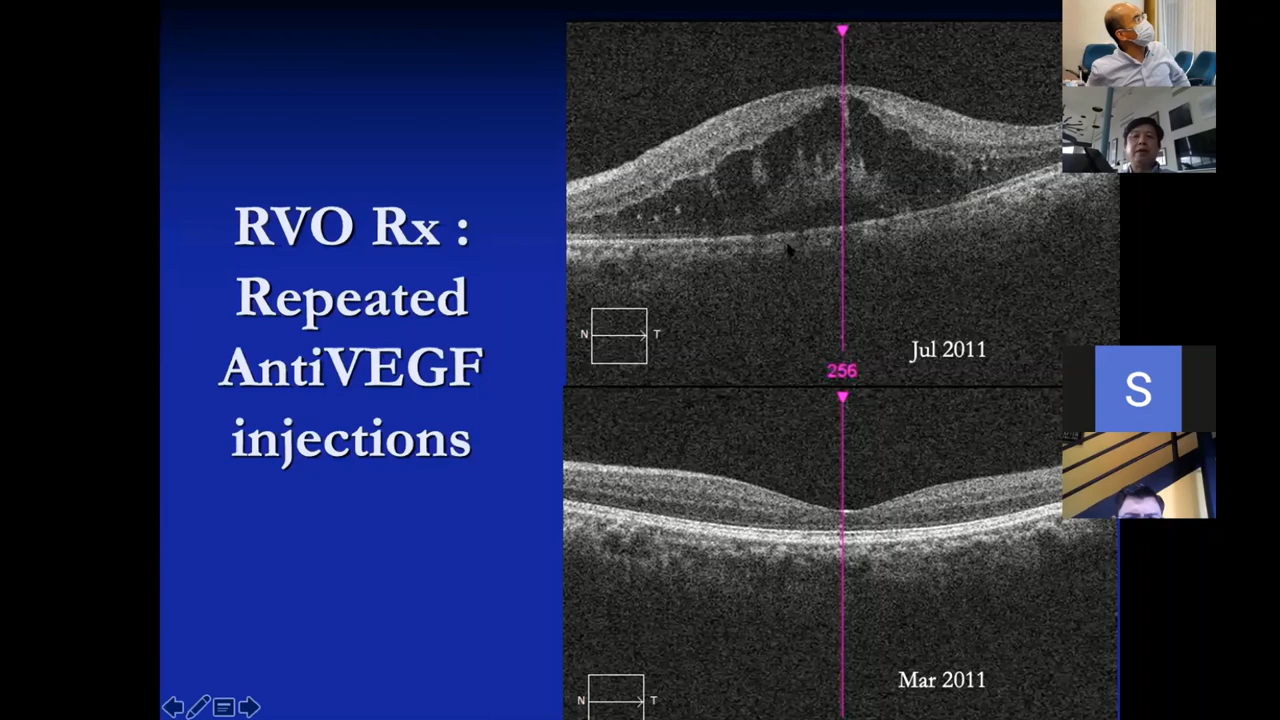 RVO Rx :
Repeated
AntiVEGF
injections
N T
Jul 2011
256
S
N T
Mar 2011